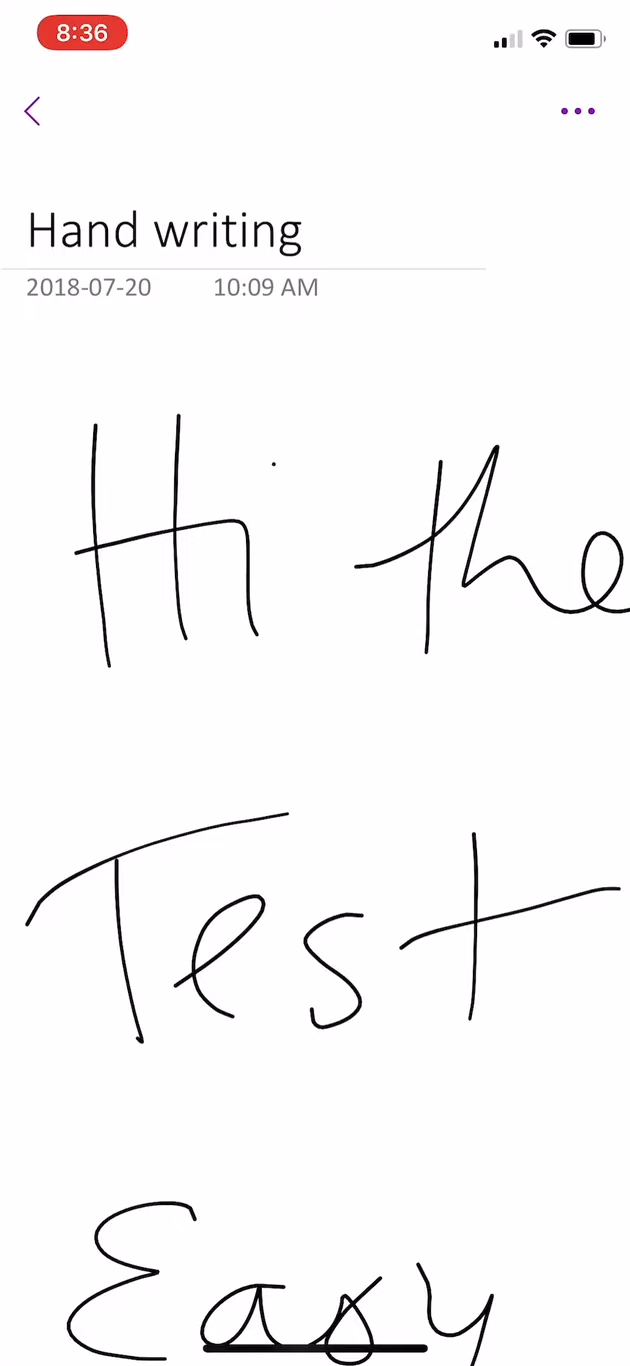 8:36
Hand writing
2018-07-20 10:09 AM
Hi the
Test
Easy